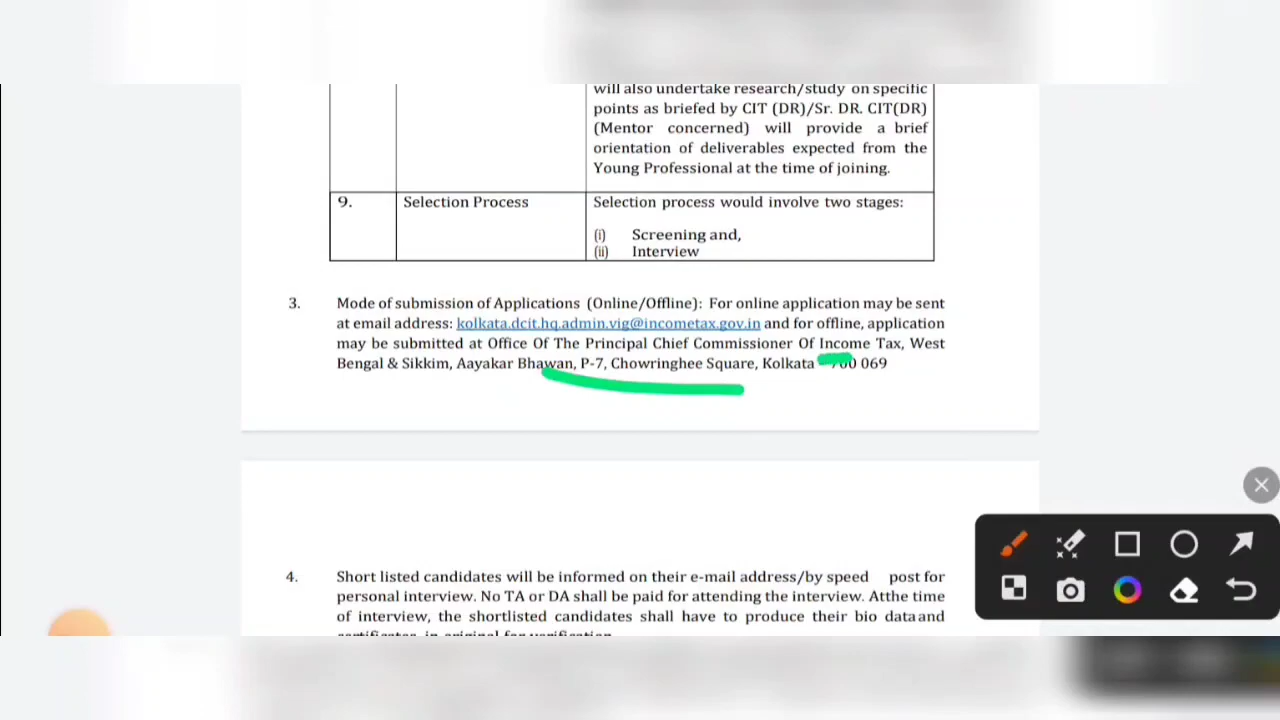 will also undertake research/study on specific
points as briefed by CIT (DR)/Sr. DR. CIT(DR)
(Mentor concerned) will provide a brief
orientation of deliverables expected from the
Young Professional at the time of joining.
9. Selection Process Selection process would involve two stages:
(i) Screening and,
(ii) Interview
3. Mode of submission of Applications (Online/Offline): For online application may be sent
at email address: kolkata.dcit.hq.admin.vig@incometax.gov.in and for offline, application
may be submitted at Office Of The Principal Chief Commissioner Of Income Tax, West
Bengal & Sikkim, Aayakar Bhawan, P-7, Chowringhee Square, Kolkata – 700 069
4. Short listed candidates will be informed on their e-mail address/by speed post for
personal interview. No TA or DA shall be paid for attending the interview. Atthe time
of interview, the shortlisted candidates shall have to produce their bio data and
certificates, in original for verification